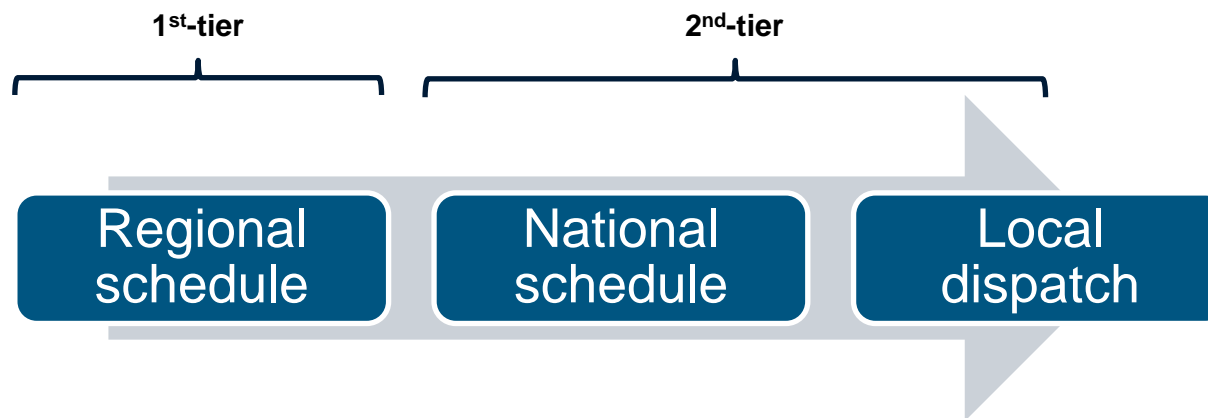 1st-tier
2nd-tier
Regional
schedule
National
schedule
Local
dispatch